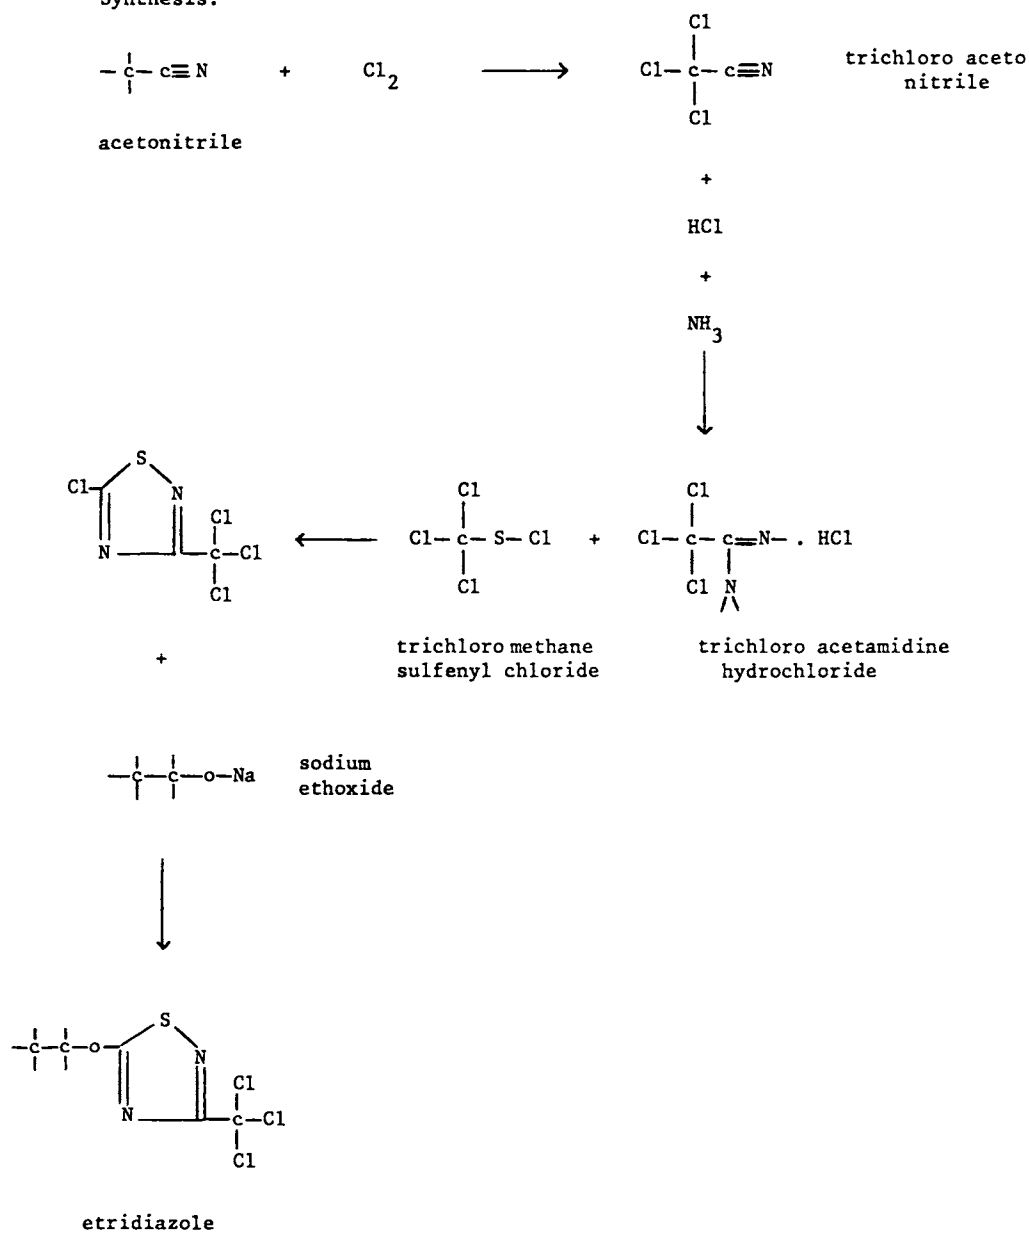 Synthesis:
Cl
— C — C≡N + Cl2 → Cl— C — C≡N
trichloro aceto
nitrile
Cl
acetonitrile
+
HCl
+
NH3
S
Cl
N
N
Cl
C—Cl
Cl
←
Cl
Cl— C — S— Cl
Cl
+
Cl
Cl— C — C=N— . HCl
Cl N
trichloro methane
sulfenyl chloride
trichloro acetamidine
hydrochloride
+
—C—C—O—Na
sodium
ethoxide
S
—C—C—O
N
N
Cl
C—Cl
Cl
etridiazole